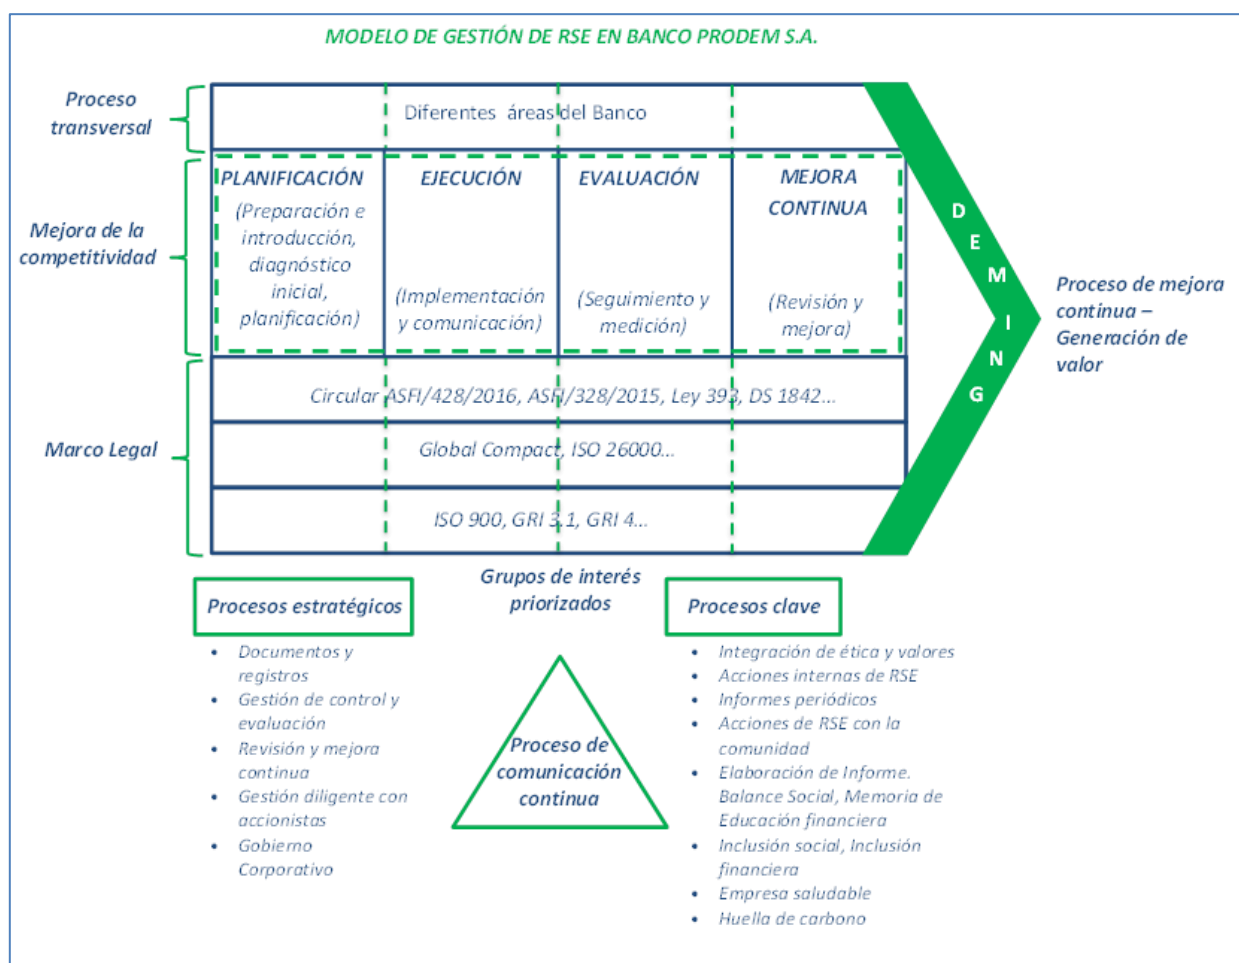 MODELO DE GESTIÓN DE RSE EN BANCO PRODEM S.A.
Proceso
transversal
Diferentes áreas del Banco
Mejora de la
competitividad
PLANIFICACIÓN
(Preparación e
introducción,
diagnóstico
inicial,
planificación)
EJECUCIÓN
(Implementación
y comunicación)
EVALUACIÓN
(Seguimiento y
medición)
MEJORA
CONTINUA
(Revisión y
mejora)
DEMING
Proceso de mejora
continua –
Generación de
valor
Marco Legal
Circular ASFI/428/2016, ASFI/328/2015, Ley 393, DS 1842...
Global Compact, ISO 26000...
ISO 900, GRI 3.1, GRI 4...
Procesos estratégicos
• Documentos y
registros
• Gestión de control y
evaluación
• Revisión y mejora
continua
• Gestión diligente con
accionistas
• Gobierno
Corporativo
Grupos de interés
priorizados
Proceso de
comunicación
continua
Procesos clave
• Integración de ética y valores
• Acciones internas de RSE
• Informes periódicos
• Acciones de RSE con la
comunidad
• Elaboración de Informe.
Balance Social, Memoria de
Educación financiera
• Inclusión social, Inclusión
financiera
• Empresa saludable
• Huella de carbono